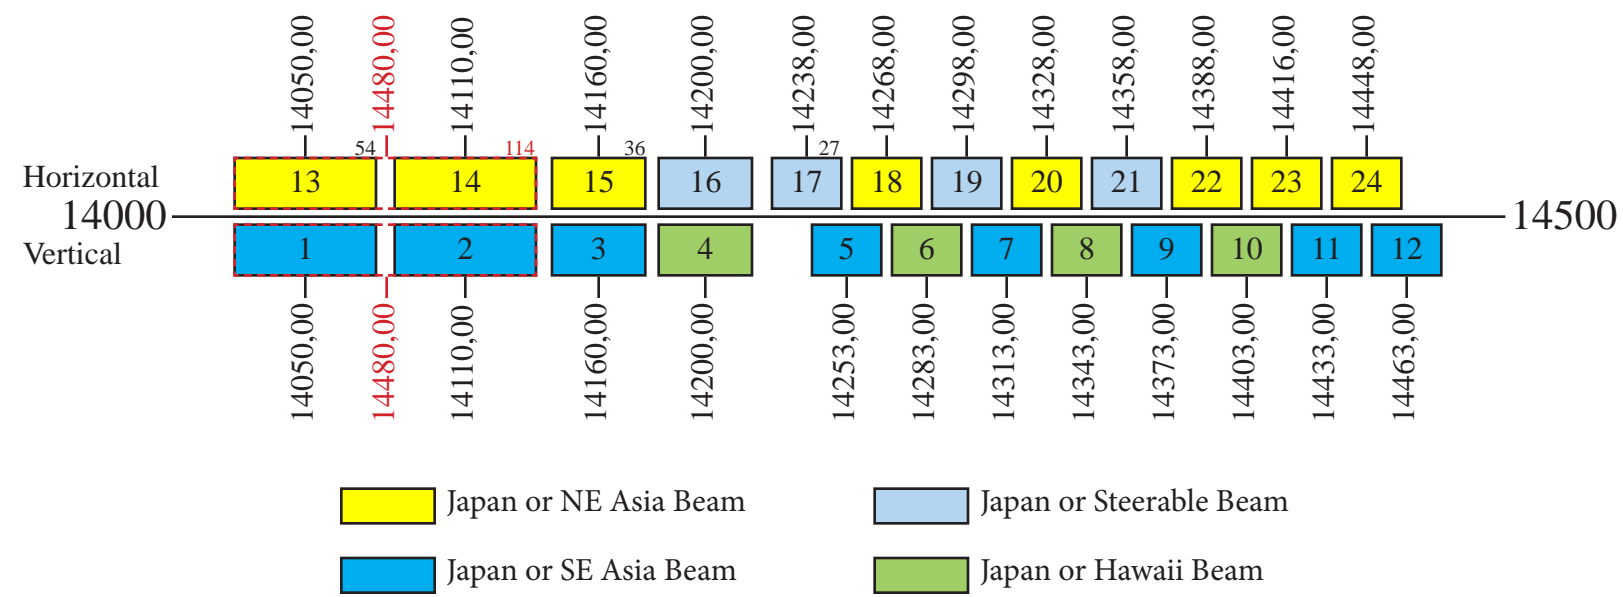 14050,00 14480,00 14110,00 14160,00 14200,00 14238,00 14268,00 14298,00 14328,00 14358,00 14388,00 14416,00 14448,00
54 114 36 27
Horizontal 13 14 15 16 17 18 19 20 21 22 23 24
14000 14500
Vertical 1 2 3 4 5 6 7 8 9 10 11 12
14050,00 14480,00 14110,00 14160,00 14200,00 14253,00 14283,00 14313,00 14343,00 14373,00 14403,00 14433,00 14463,00
Japan or NE Asia Beam Japan or Steerable Beam
Japan or SE Asia Beam Japan or Hawaii Beam